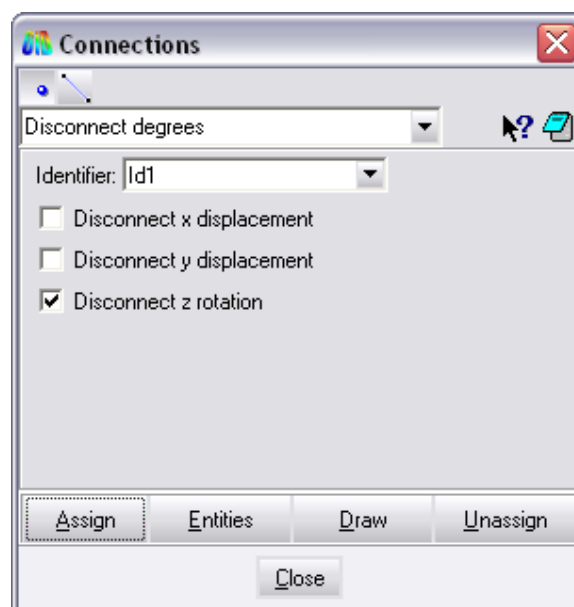 Connections
Disconnect degrees
?
Identifier: Id1
Disconnect x displacement
Disconnect y displacement
Disconnect z rotation
Assign Entities Draw Unassign
Close